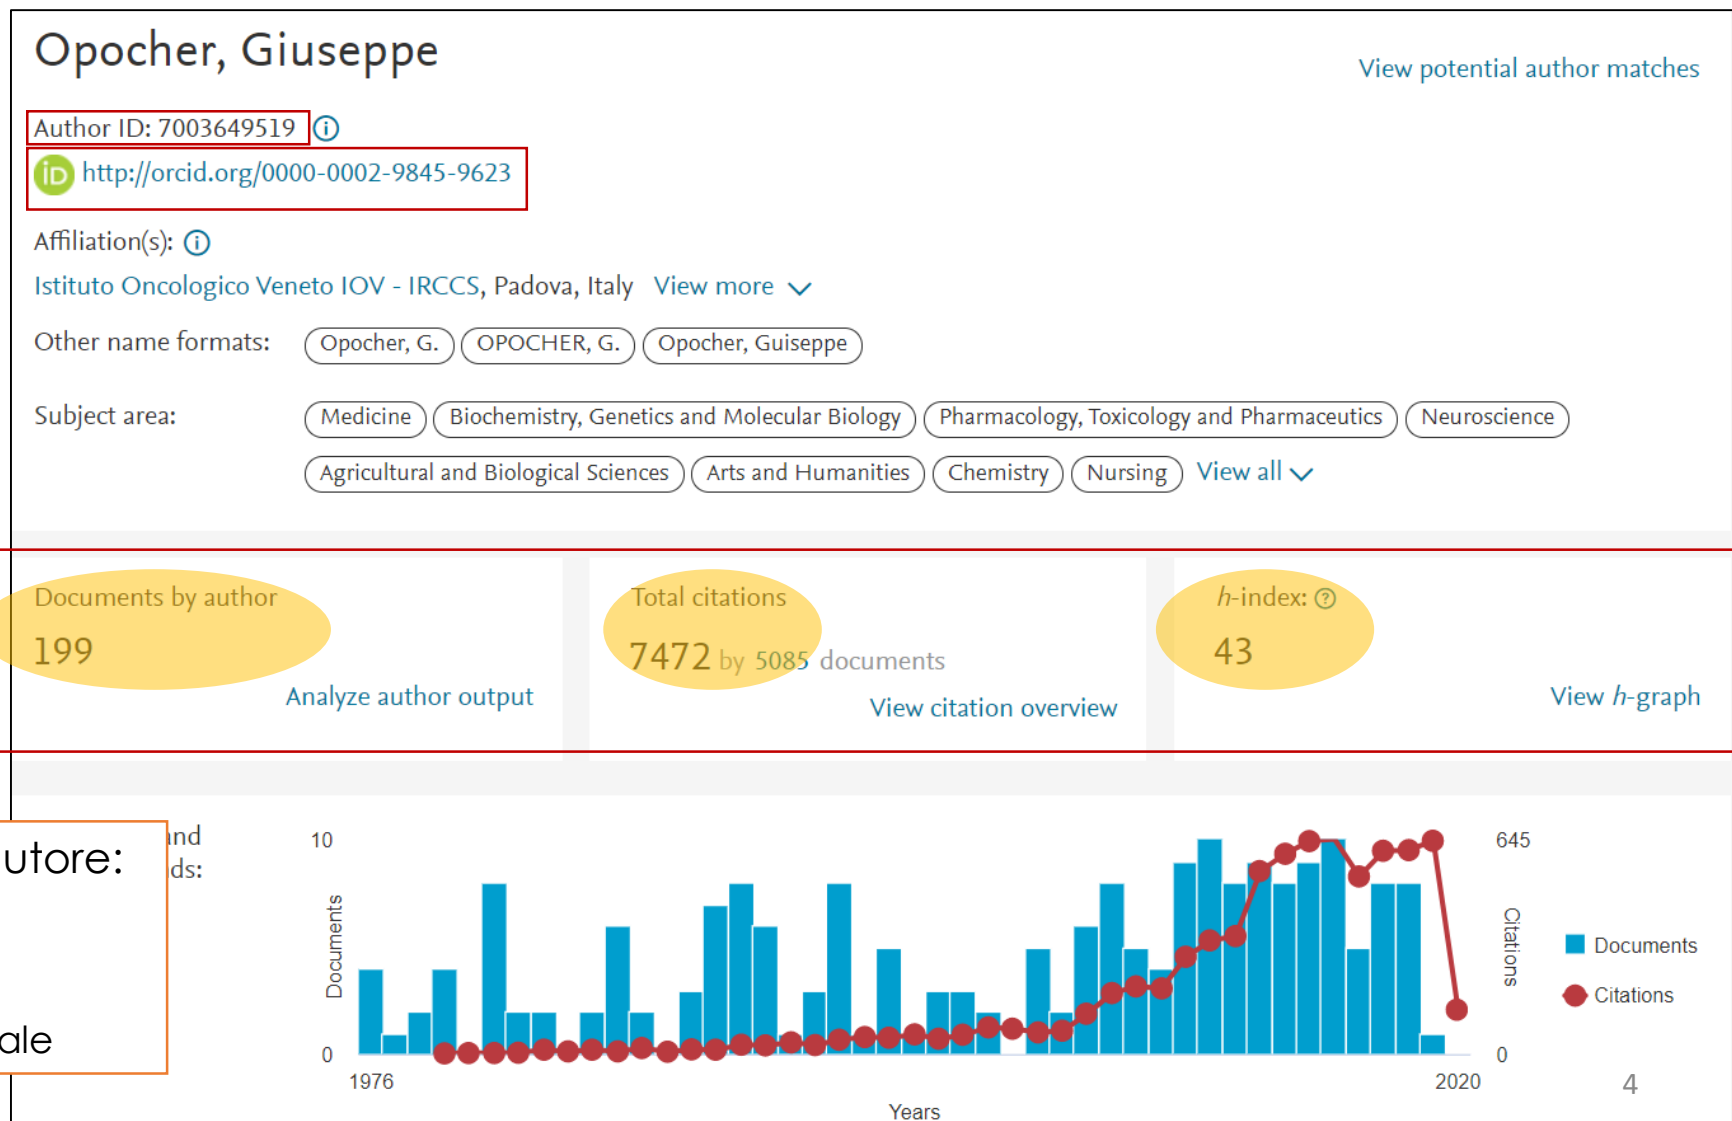 Opocher, Giuseppe
View potential author matches
Author ID: 7003649519
iD http://orcid.org/0000-0002-9845-9623
Affiliation(s):
Istituto Oncologico Veneto IOV - IRCCS, Padova, Italy View more
Other name formats: Opocher, G. OPOCHER, G. Opocher, Guiseppe
Subject area: Medicine Biochemistry, Genetics and Molecular Biology Pharmacology, Toxicology and Pharmaceutics Neuroscience
Agricultural and Biological Sciences Arts and Humanities Chemistry Nursing View all
Documents by author
199
Analyze author output
Total citations
7472 by 5085 documents
View citation overview
h-index:
43
View h-graph
utore:
ale
nd
ds:
10
0
Documents
1976
2020
Years
645
0
Citations
Documents
Citations
4